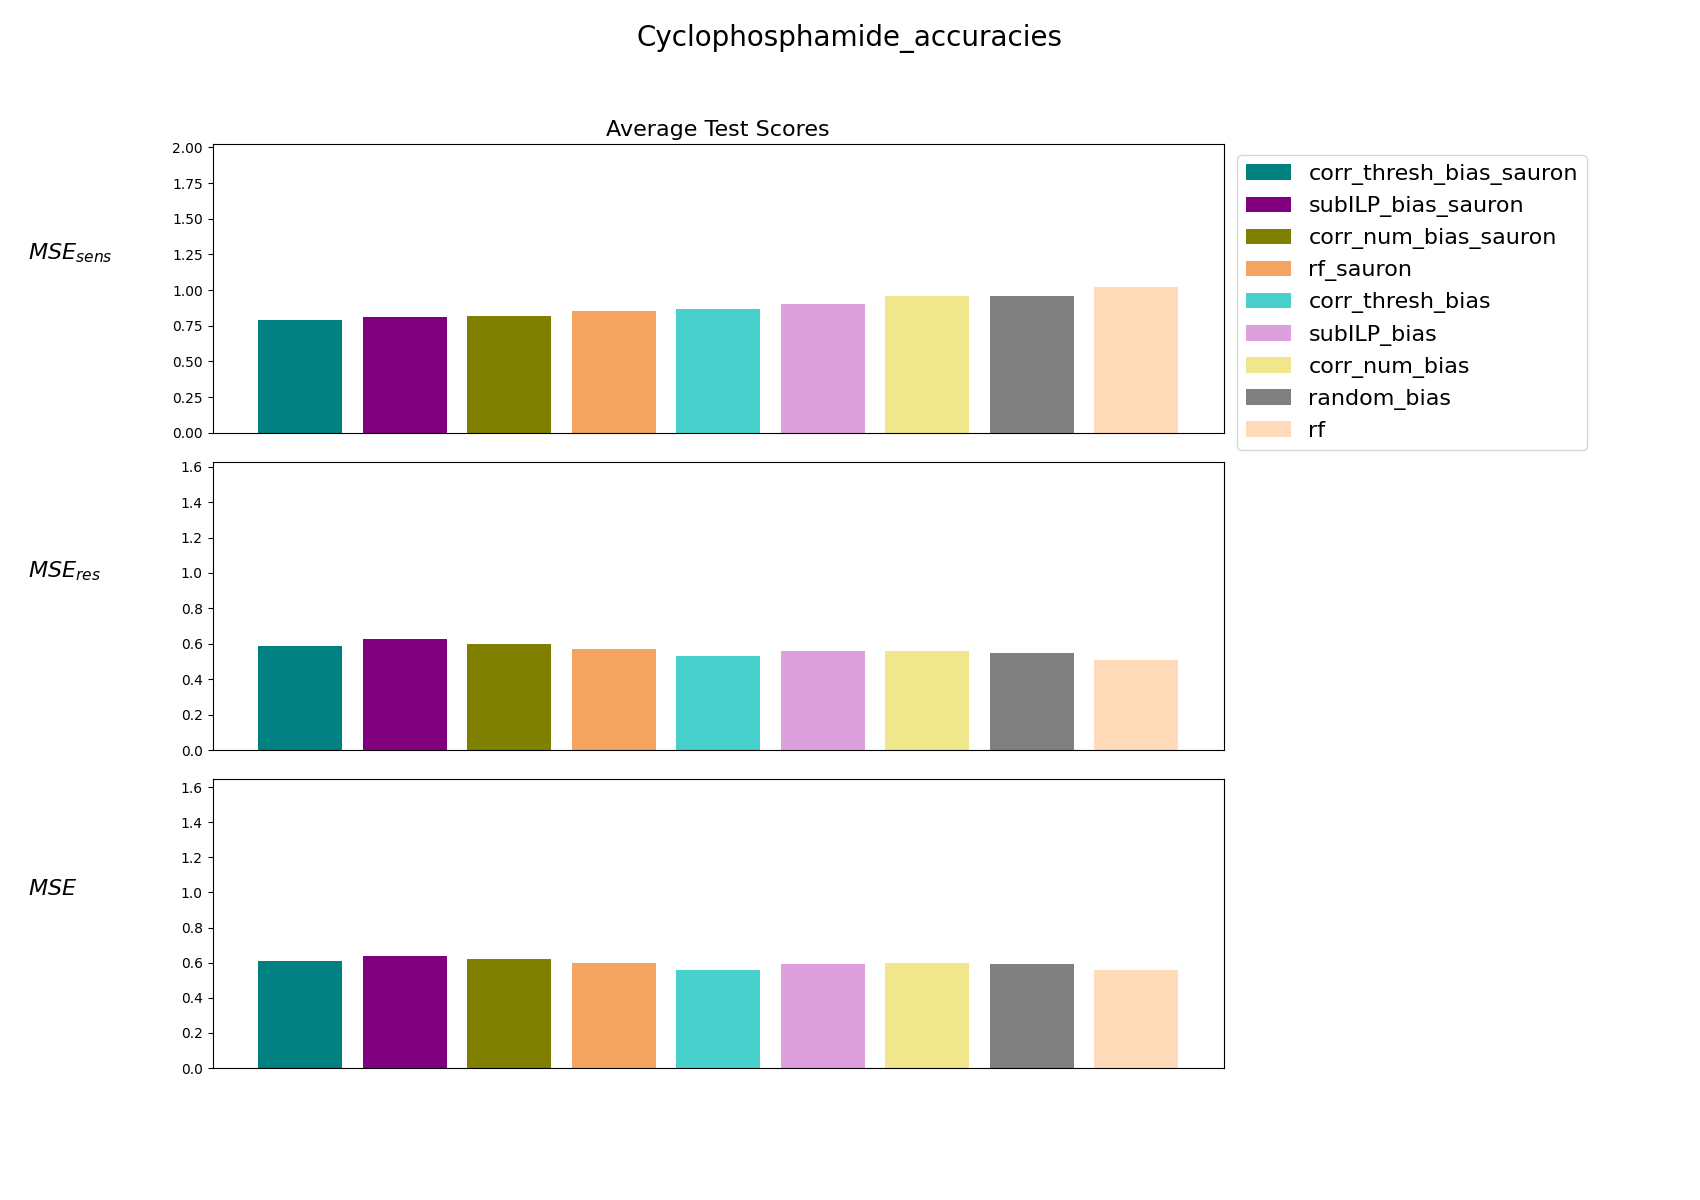 Cyclophosphamide_accuracies
Average Test Scores
MSE_sens
2.00
1.75
1.50
1.25
1.00
0.75
0.50
0.25
0.00
corr_thresh_bias_sauron
subILP_bias_sauron
corr_num_bias_sauron
rf_sauron
corr_thresh_bias
subILP_bias
corr_num_bias
random_bias
rf
MSE_res
1.6
1.4
1.2
1.0
0.8
0.6
0.4
0.2
0.0
MSE
1.6
1.4
1.2
1.0
0.8
0.6
0.4
0.2
0.0